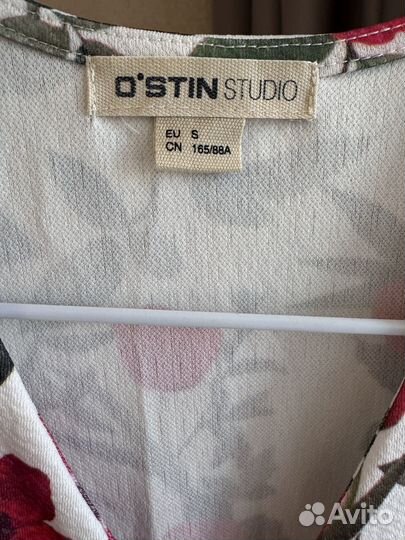 O'STIN STUDIO
EU S
CN 165/88A
Avito